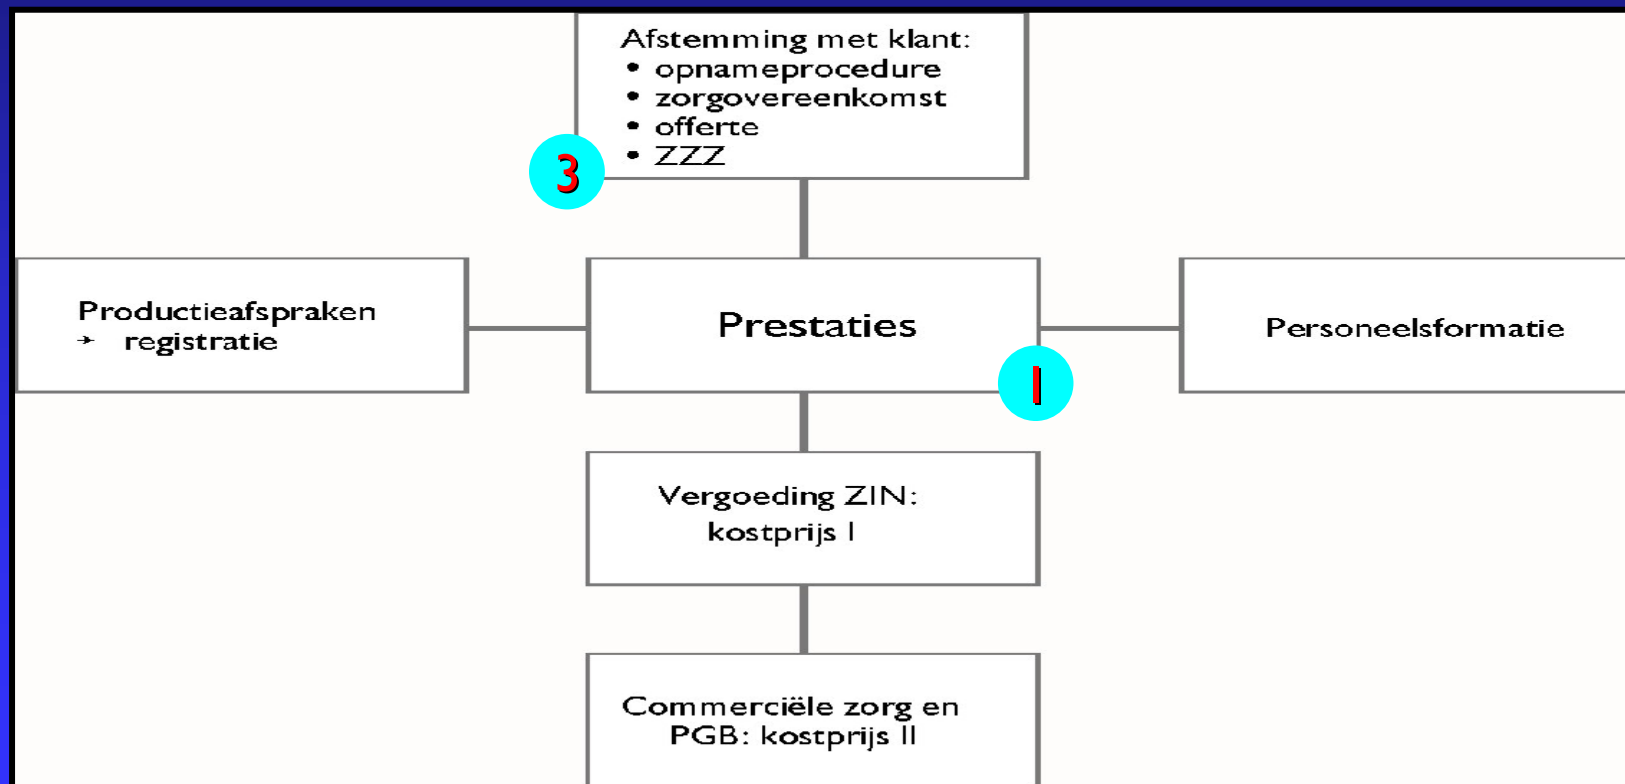 Afstemming met klant:
• opnameprocedure
• zorgovereenkomst
• offerte
• ZZZ
3
Productieafspraken
→ registratie
Prestaties
Personeelsformatie
1
Vergoeding ZIN:
kostprijs I
Commerciële zorg en
PGB: kostprijs II